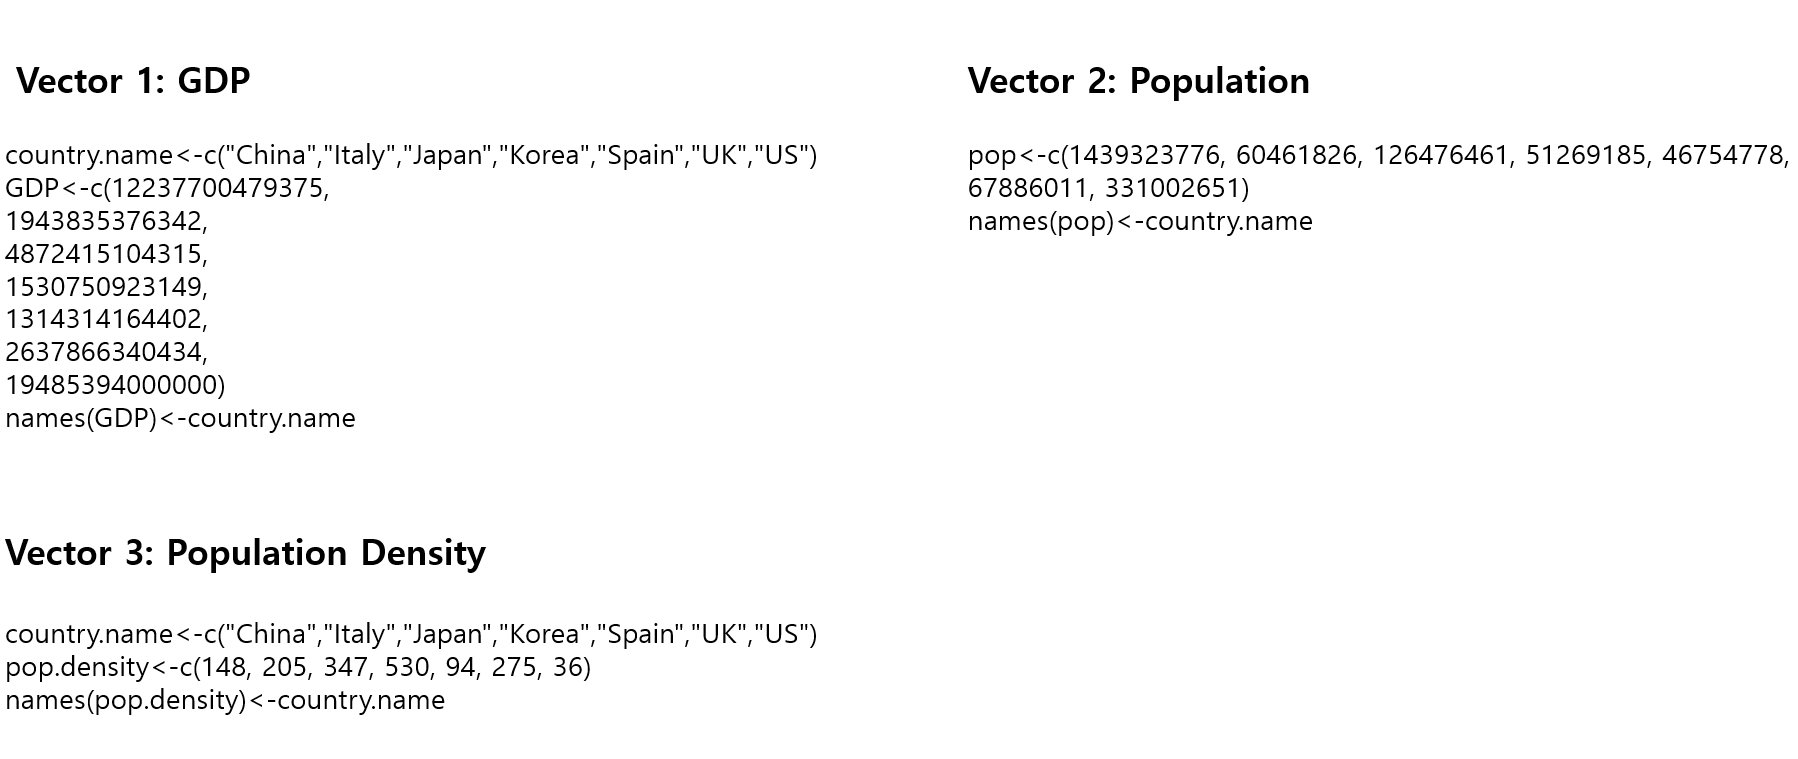 Vector 1: GDP
country.name<-c("China","Italy","Japan","Korea","Spain","UK","US")
GDP<-c(12237700479375,
1943835376342,
4872415104315,
1530750923149,
1314314164402,
2637866340434,
19485394000000)
names(GDP)<-country.name
Vector 2: Population
pop<-c(1439323776, 60461826, 126476461, 51269185, 46754778,
67886011, 331002651)
names(pop)<-country.name
Vector 3: Population Density
country.name<-c("China","Italy","Japan","Korea","Spain","UK","US")
pop.density<-c(148, 205, 347, 530, 94, 275, 36)
names(pop.density)<-country.name